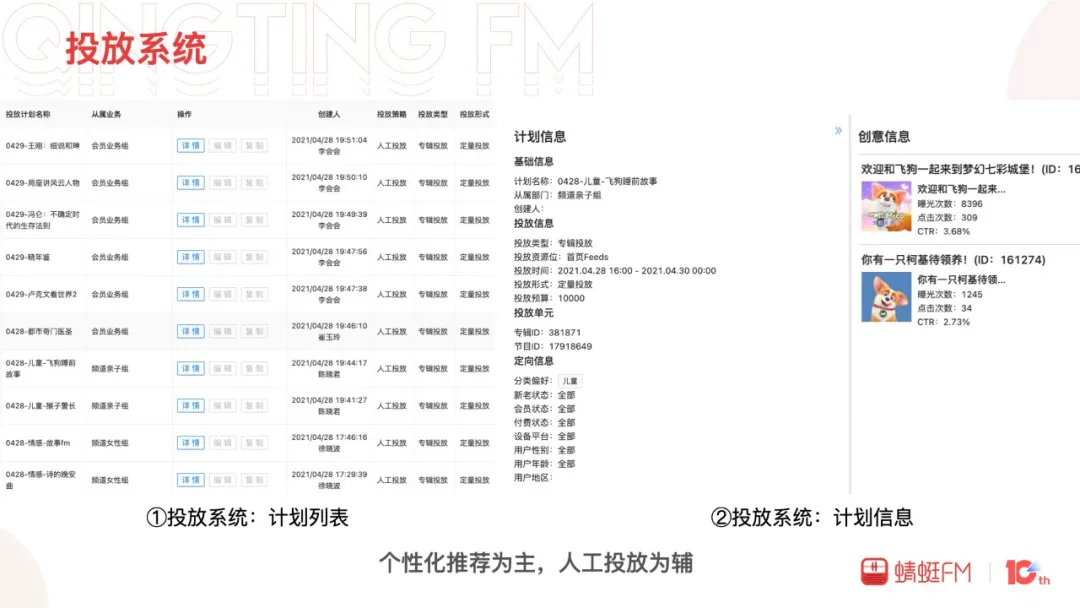 QINGTING FM
投放系统
投放计划名称 从属业务 操作 创建人 投放策略 投放类型 投放形式
0429-王刚：细说和珅 会员业务组 详情 编辑 复制 2021/04/28 19:51:04 李会会 人工投放 专辑投放 定量投放
0429-局座讲风云人物 会员业务组 详情 编辑 复制 2021/04/28 19:50:10 李会会 人工投放 专辑投放 定量投放
0429-冯仑：不确定时代的生存法则 会员业务组 详情 编辑 复制 2021/04/28 19:49:39 李会会 人工投放 专辑投放 定量投放
0429-晓年鉴 会员业务组 详情 编辑 复制 2021/04/28 19:47:56 李会会 人工投放 专辑投放 定量投放
0429-卢克文看世界2 会员业务组 详情 编辑 复制 2021/04/28 19:47:38 李会会 人工投放 专辑投放 定量投放
0428-都市奇门医圣 会员业务组 详情 编辑 复制 2021/04/28 19:46:10 崔玉玲 人工投放 专辑投放 定量投放
0428-儿童-飞狗睡前故事 频道亲子组 详情 编辑 复制 2021/04/28 19:44:17 陈晓君 人工投放 专辑投放 定量投放
0428-儿童-猴子警长 频道亲子组 详情 编辑 复制 2021/04/28 19:41:27 陈晓君 人工投放 专辑投放 定量投放
0428-情感-故事fm 频道女性组 详情 编辑 复制 2021/04/28 17:46:16 徐晓波 人工投放 专辑投放 定量投放
0428-情感-诗的晚安曲 频道女性组 详情 编辑 复制 2021/04/28 17:29:39 徐晓波 人工投放 专辑投放 定量投放
①投放系统：计划列表
计划信息 »
基础信息
计划名称：0428-儿童-飞狗睡前故事
从属部门：频道亲子组
创建人：
投放信息
投放类型：专辑投放
投放资源位：首页Feeds
投放时间：2021.04.28 16:00 - 2021.04.30 00:00
投放形式：定量投放
投放预算：10000
投放单元
专辑ID：381871
节目ID：17918649
定向信息
分类偏好：儿童
新老状态：全部
会员状态：全部
付费状态：全部
设备平台：全部
用户性别：全部
用户年龄：全部
用户地区：
创意信息
欢迎和飞狗一起来到梦幻七彩城堡！(ID：16
欢迎和飞狗一起来...
曝光次数：8396
点击次数：309
CTR：3.68%
你有一只柯基待领养！(ID：161274)
你有一只柯基待领...
曝光次数：1245
点击次数：34
CTR：2.73%
②投放系统：计划信息
个性化推荐为主，人工投放为辅
蜻蜓FM
10th